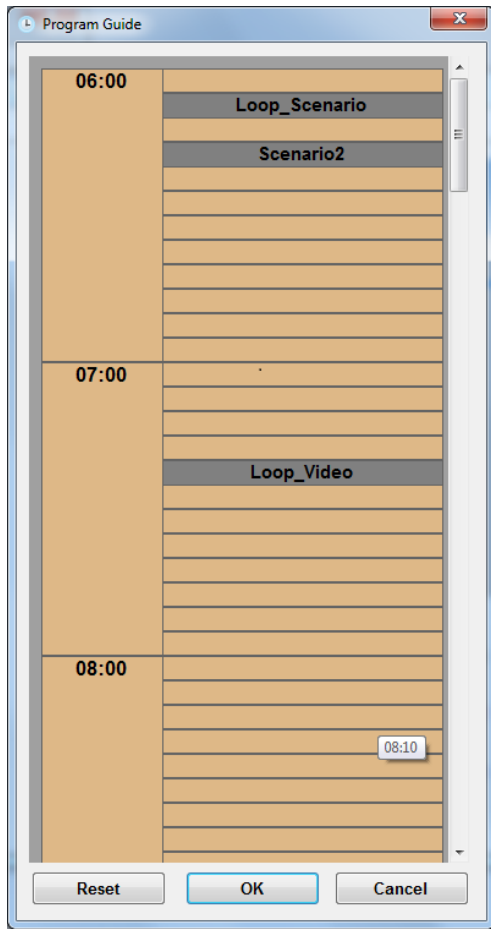 Program Guide
06:00
Loop_Scenario
Scenario2
07:00
Loop_Video
08:00
08:10
Reset OK Cancel